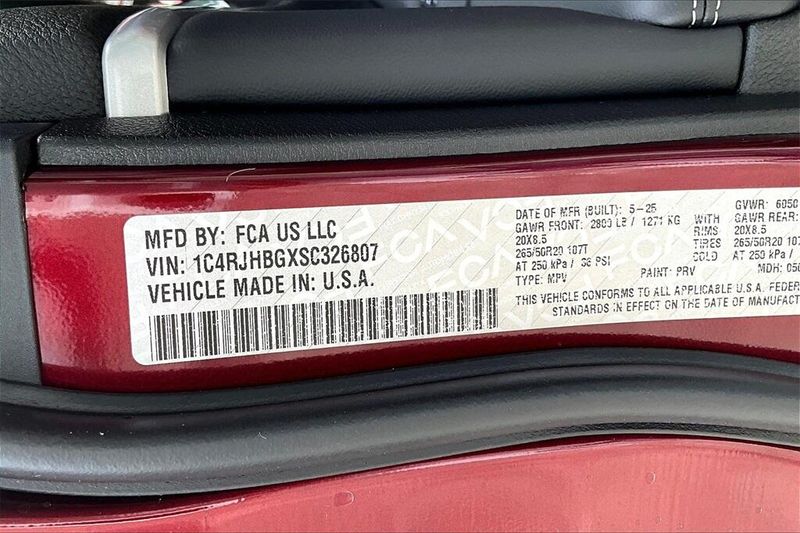 MFD BY: FCA US LLC
VIN: 1C4RJHBGXSC326807
VEHICLE MADE IN: U.S.A.
DATE OF MFR (BUILT): 5-25 GVWR: 6050
GAWR FRONT: 2800 LB / 1271 KG WITH GAWR REAR:
20X8.5 RIMS 20X8.5
265/50R20 107T TIRES 265/50R20 107
AT 250 kPa / 36 PSI COLD AT 250 kPa /
TYPE: MPV PAINT: PRV MDH:
THIS VEHICLE CONFORMS TO ALL APPLICABLE U.S.A. FEDER
STANDARDS IN EFFECT ON THE DATE OF MANUFACT